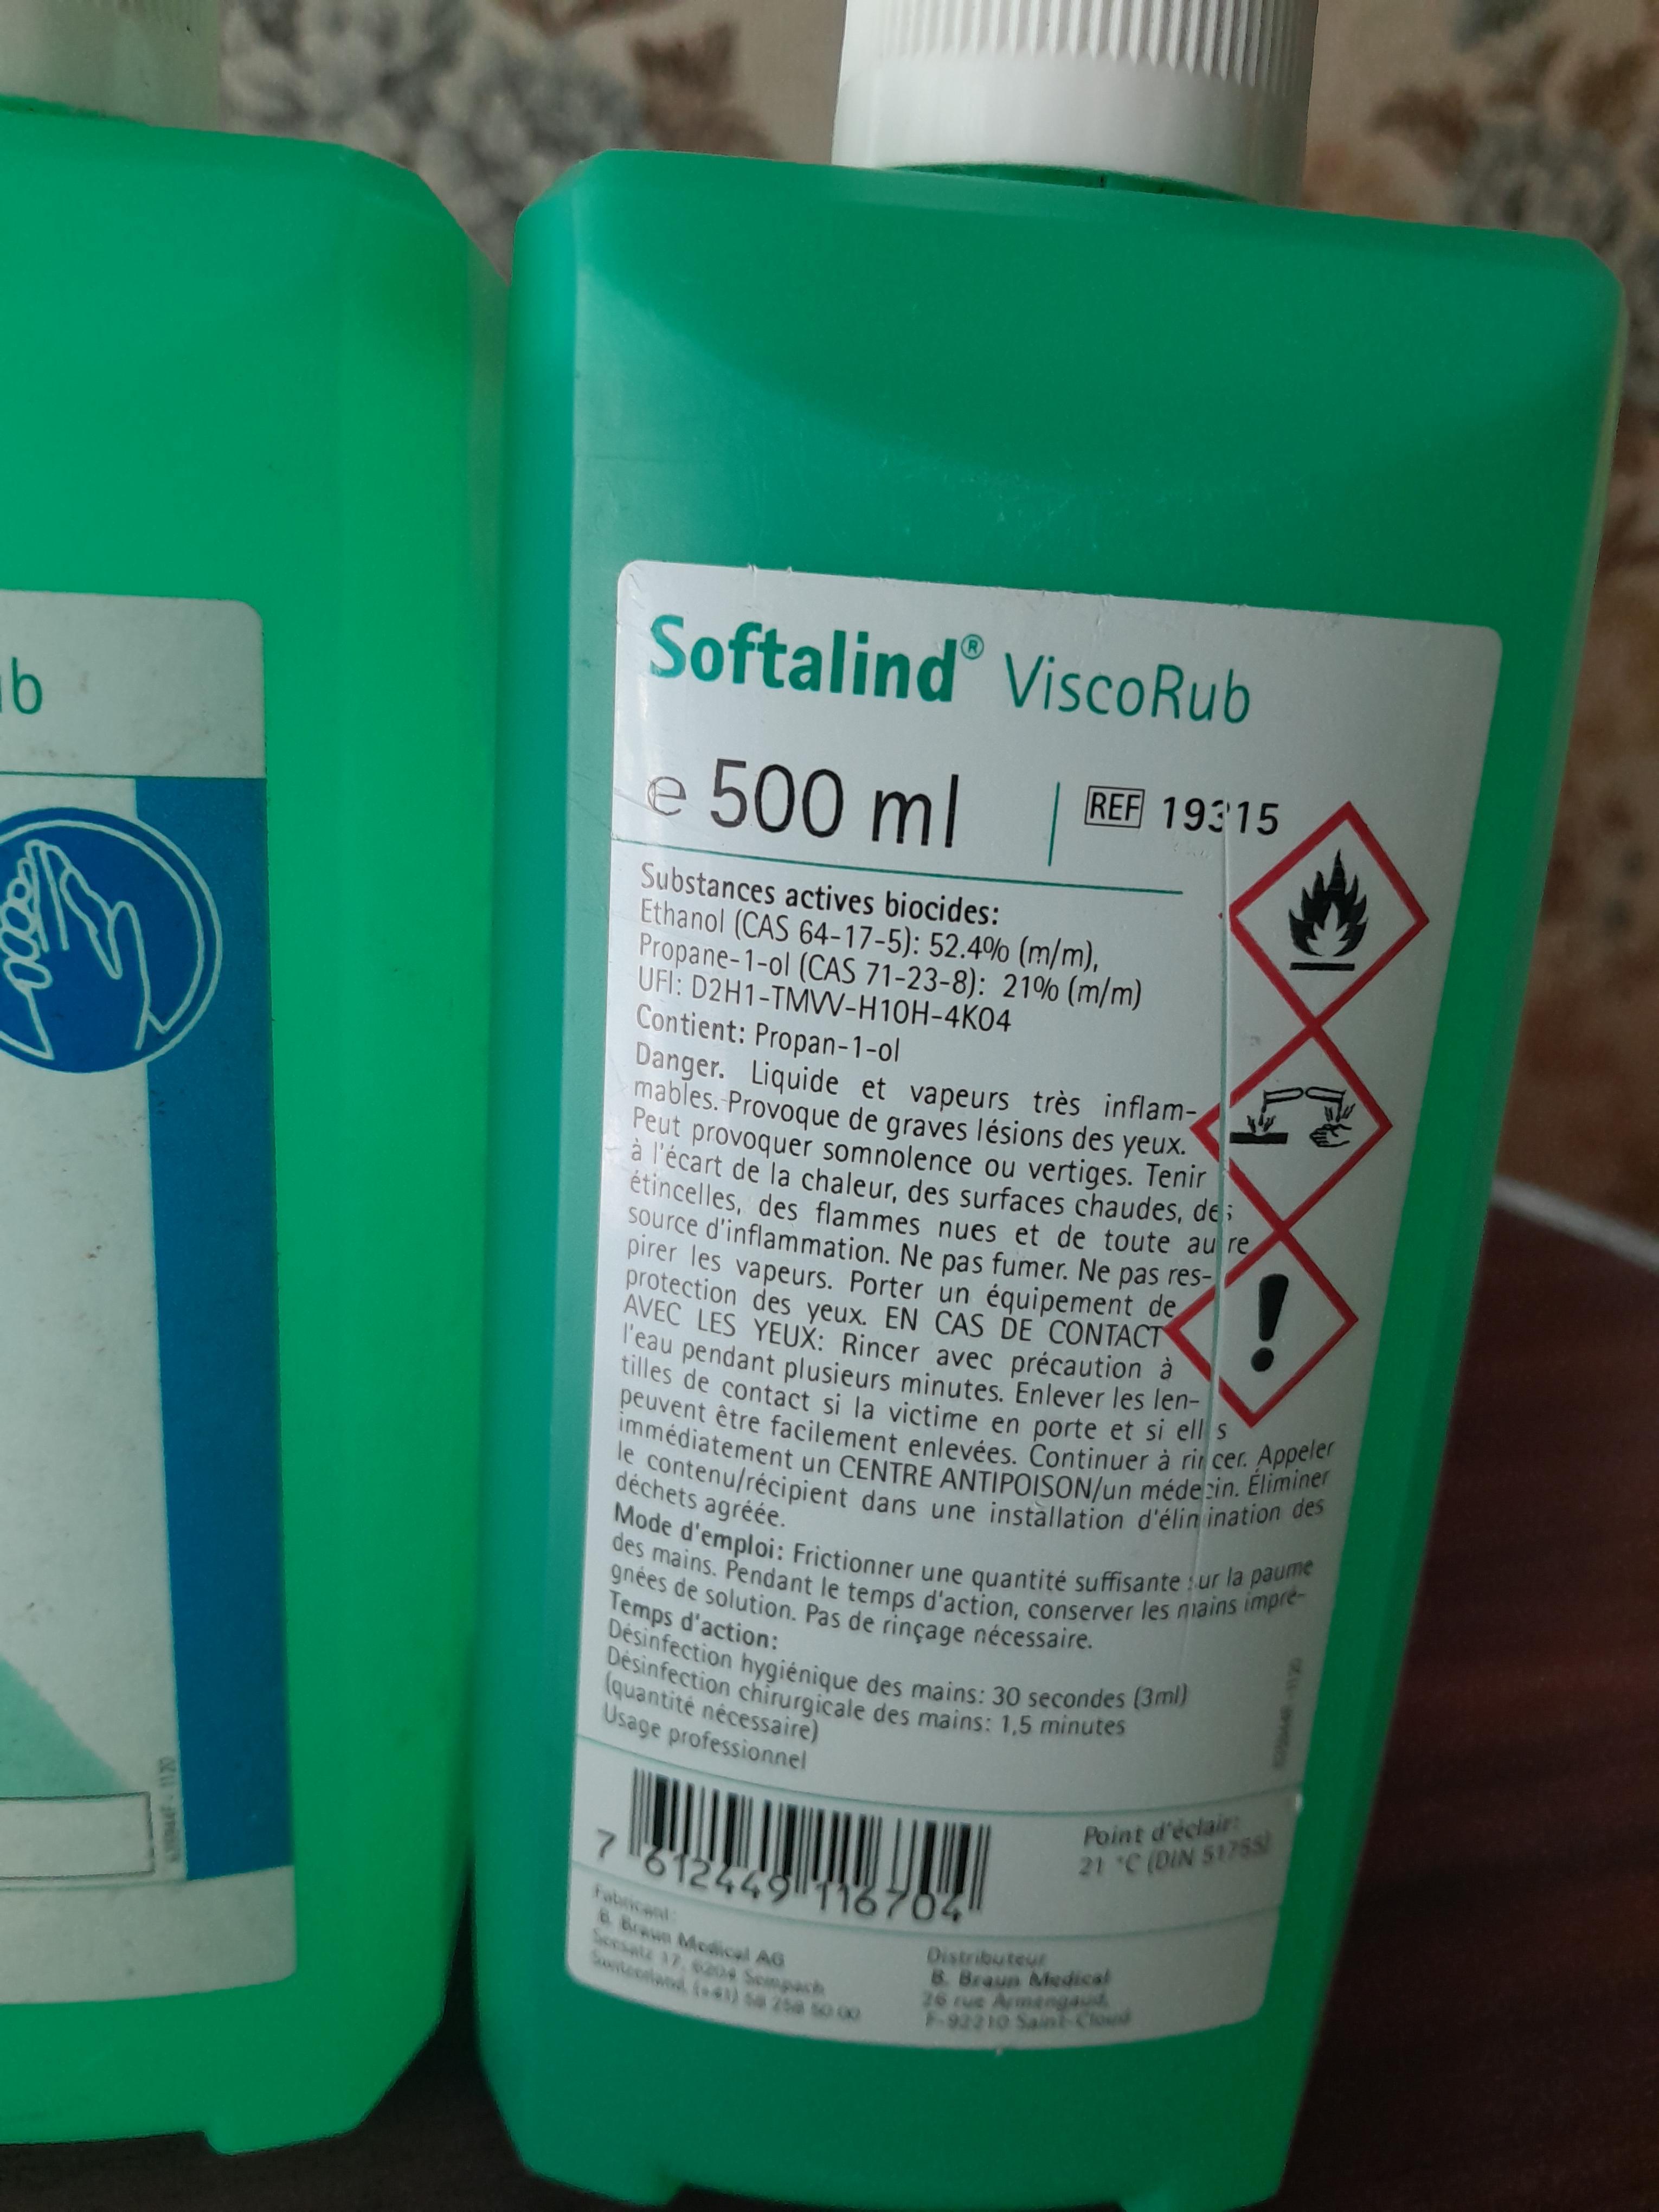 ub
Softalind® ViscoRub
e 500 ml
REF 19315
Substances actives biocides:
Ethanol (CAS 64-17-5): 52.4% (m/m),
Propane-1-ol (CAS 71-23-8): 21% (m/m)
UFI: D2H1-TMVV-H10H-4K04
Contient: Propan-1-ol
Danger. Liquide et vapeurs très inflam-
mables. Provoque de graves lésions des yeux.
Peut provoquer somnolence ou vertiges. Tenir
à l'écart de la chaleur, des surfaces chaudes, des
étincelles, des flammes nues et de toute autre
source d'inflammation. Ne pas fumer. Ne pas res-
pirer les vapeurs. Porter un équipement de
protection des yeux. EN CAS DE CONTACT
AVEC LES YEUX: Rincer avec précaution à
l'eau pendant plusieurs minutes. Enlever les len-
tilles de contact si la victime en porte et si elles
peuvent être facilement enlevées. Continuer à rincer. Appeler
immédiatement un CENTRE ANTIPOISON/un médecin. Éliminer
le contenu/récipient dans une installation d'élimination des
déchets agréée.
Mode d'emploi: Frictionner une quantité suffisante sur la paume
des mains. Pendant le temps d'action, conserver les mains impré-
gnées de solution. Pas de rinçage nécessaire.
Temps d'action:
Désinfection hygiénique des mains: 30 secondes (3ml)
Désinfection chirurgicale des mains: 1,5 minutes
(quantité nécessaire)
Usage professionnel
7 612449 116704
Point d'éclair:
21 °C (DIN 51755)
Fabricant:
B. Braun Medical AG
Seesatz 17, 6204 Sempach
Switzerland, (+41) 58 258 50 00
Distributeur
B. Braun Medical
26 rue Armengaud,
F-92210 Saint-Cloud